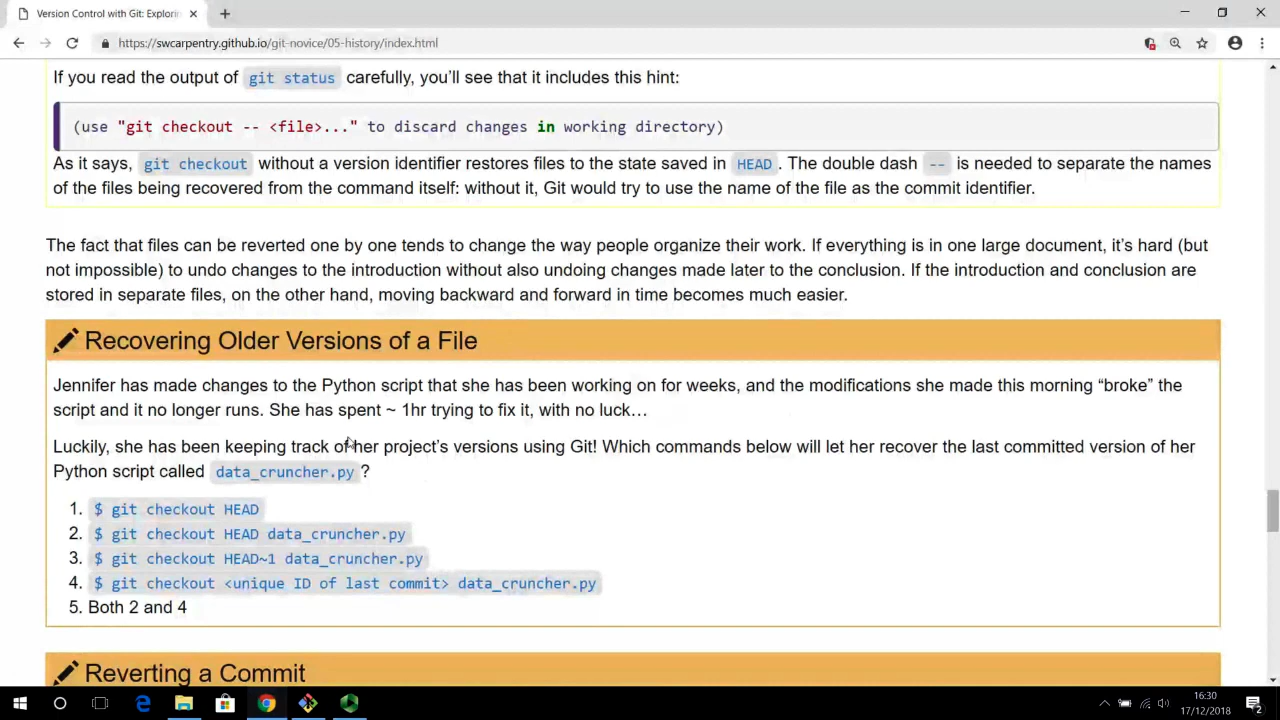 Version Control with Git: Explorin
https://swcarpentry.github.io/git-novice/05-history/index.html
If you read the output of git status carefully, you’ll see that it includes this hint:
(use "git checkout -- <file>..." to discard changes in working directory)
As it says, git checkout without a version identifier restores files to the state saved in HEAD. The double dash -- is needed to separate the names
of the files being recovered from the command itself: without it, Git would try to use the name of the file as the commit identifier.
The fact that files can be reverted one by one tends to change the way people organize their work. If everything is in one large document, it’s hard (but
not impossible) to undo changes to the introduction without also undoing changes made later to the conclusion. If the introduction and conclusion are
stored in separate files, on the other hand, moving backward and forward in time becomes much easier.
Recovering Older Versions of a File
Jennifer has made changes to the Python script that she has been working on for weeks, and the modifications she made this morning “broke” the
script and it no longer runs. She has spent ~ 1hr trying to fix it, with no luck…
Luckily, she has been keeping track of her project’s versions using Git! Which commands below will let her recover the last committed version of her
Python script called data_cruncher.py?
1. $ git checkout HEAD
2. $ git checkout HEAD data_cruncher.py
3. $ git checkout HEAD~1 data_cruncher.py
4. $ git checkout <unique ID of last commit> data_cruncher.py
5. Both 2 and 4
Reverting a Commit
16:30
17/12/2018
2